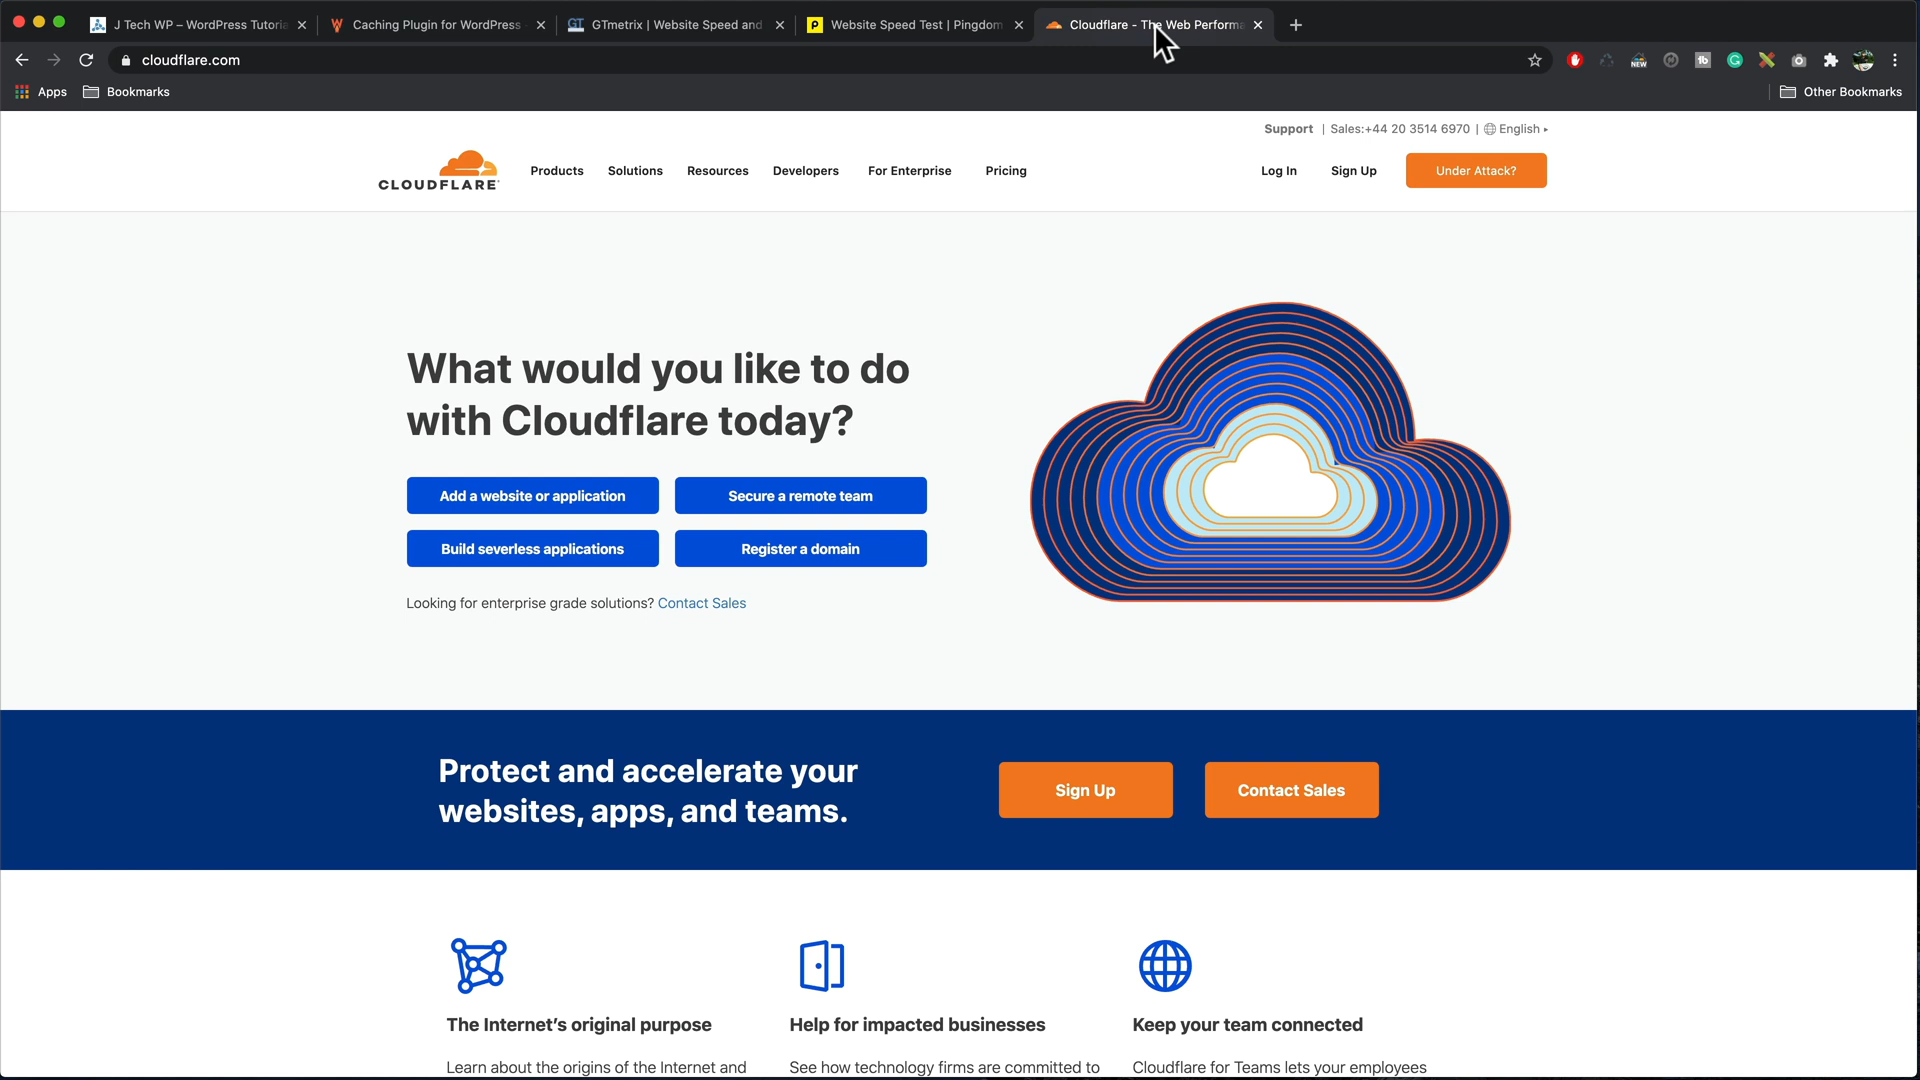 J Tech WP – WordPress Tutoria
Caching Plugin for WordPress
GTmetrix | Website Speed and
Website Speed Test | Pingdom
Cloudflare - The Web Performa
cloudflare.com
Apps
Bookmarks
Other Bookmarks
Support | Sales:+44 20 3514 6970 | English
CLOUDFLARE
Products
Solutions
Resources
Developers
For Enterprise
Pricing
Log In
Sign Up
Under Attack?
What would you like to do
with Cloudflare today?
Add a website or application
Secure a remote team
Build severless applications
Register a domain
Looking for enterprise grade solutions? Contact Sales
Protect and accelerate your
websites, apps, and teams.
Sign Up
Contact Sales
The Internet’s original purpose
Help for impacted businesses
Keep your team connected
Learn about the origins of the Internet and
See how technology firms are committed to
Cloudflare for Teams lets your employees